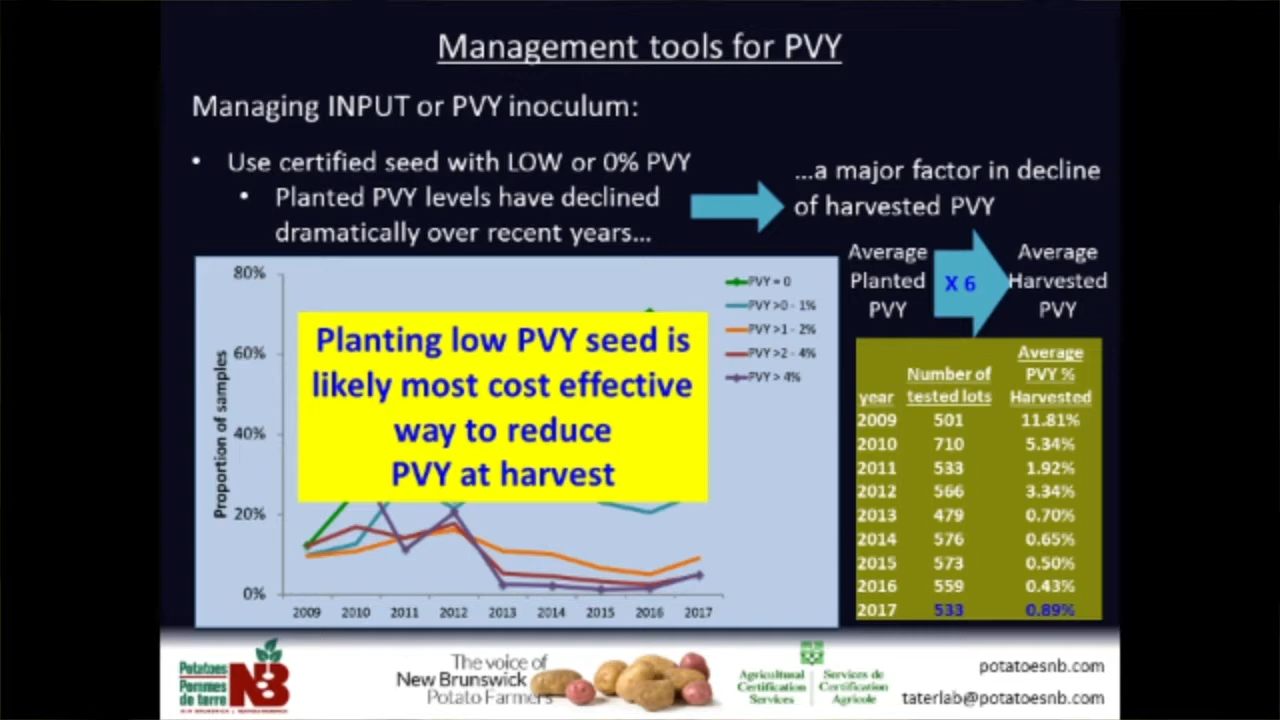 Management tools for PVY
Managing INPUT or PVY inoculum:
• Use certified seed with LOW or 0% PVY
• Planted PVY levels have declined
dramatically over recent years...
...a major factor in decline
of harvested PVY
Average
Planted
PVY
X 6
Average
Harvested
PVY
80%
60%
40%
20%
0%
Proportion of samples
2009 2010 2011 2012 2013 2014 2015 2016 2017
PVY = 0
PVY >0 - 1%
PVY >1 - 2%
PVY >2 - 4%
PVY > 4%
Planting low PVY seed is
likely most cost effective
way to reduce
PVY at harvest
year Number of tested lots Average PVY % Harvested
2009 501 11.81%
2010 710 5.34%
2011 533 1.92%
2012 566 3.34%
2013 479 0.70%
2014 576 0.65%
2015 573 0.50%
2016 559 0.43%
2017 533 0.89%
Potatoes
Pommes
de terre
NB
The voice of
New Brunswick
Potato Farmers
Agricultural
Certification
Services
Services de
Certification
Agricole
potatoesnb.com
taterlab@potatoesnb.com